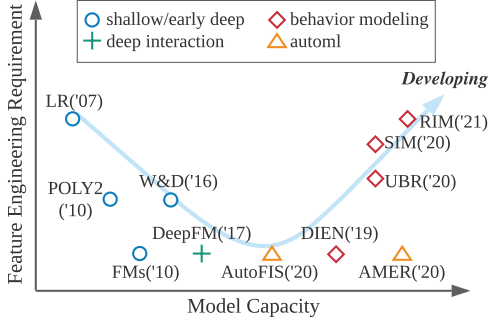 shallow/early deep
behavior modeling
deep interaction
automl
Developing
Feature Engineering Requirement
LR('07)
RIM('21)
SIM('20)
POLY2
('10)
W&D('16)
UBR('20)
DeepFM('17)
DIEN('19)
FMs('10)
AutoFIS('20)
AMER('20)
Model Capacity